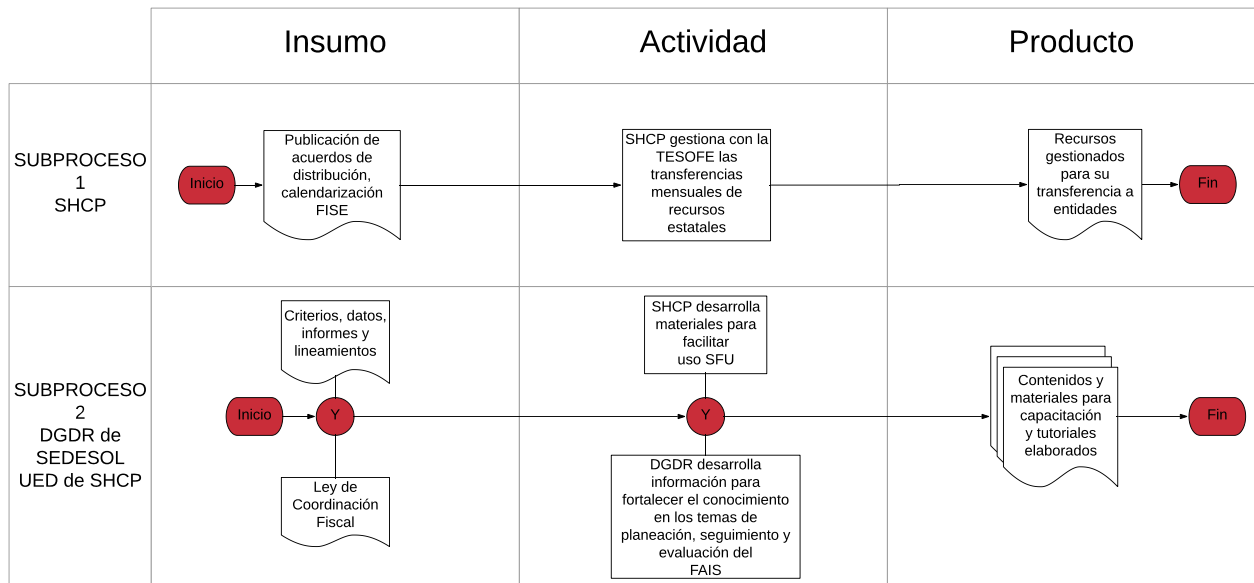 Insumo
Actividad
Producto
SUBPROCESO
1
SHCP
Inicio
Publicación de
acuerdos de
distribución,
calendarización
FISE
SHCP gestiona con la
TESOFE las
transferencias
mensuales de
recursos
estatales
Recursos
gestionados
para su
transferencia a
entidades
Fin
SUBPROCESO
2
DGDR de
SEDESOL
UED de SHCP
Criterios, datos,
informes y
lineamientos
Inicio
Y
Ley de
Coordinación
Fiscal
SHCP desarrolla
materiales para
facilitar
uso SFU
Y
DGDR desarrolla
información para
fortalecer el conocimiento
en los temas de
planeación, seguimiento y
evaluación del
FAIS
Contenidos y
materiales para
capacitación
y tutoriales
elaborados
Fin